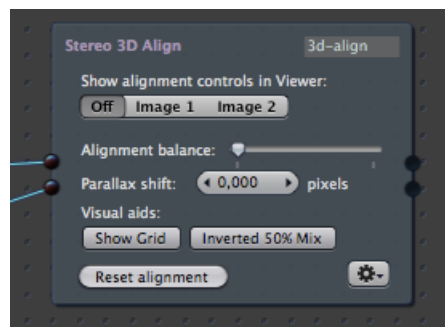 Stereo 3D Align 3d-align
Show alignment controls in Viewer:
Off Image 1 Image 2
Alignment balance:
Parallax shift: 0,000 pixels
Visual aids:
Show Grid Inverted 50% Mix
Reset alignment